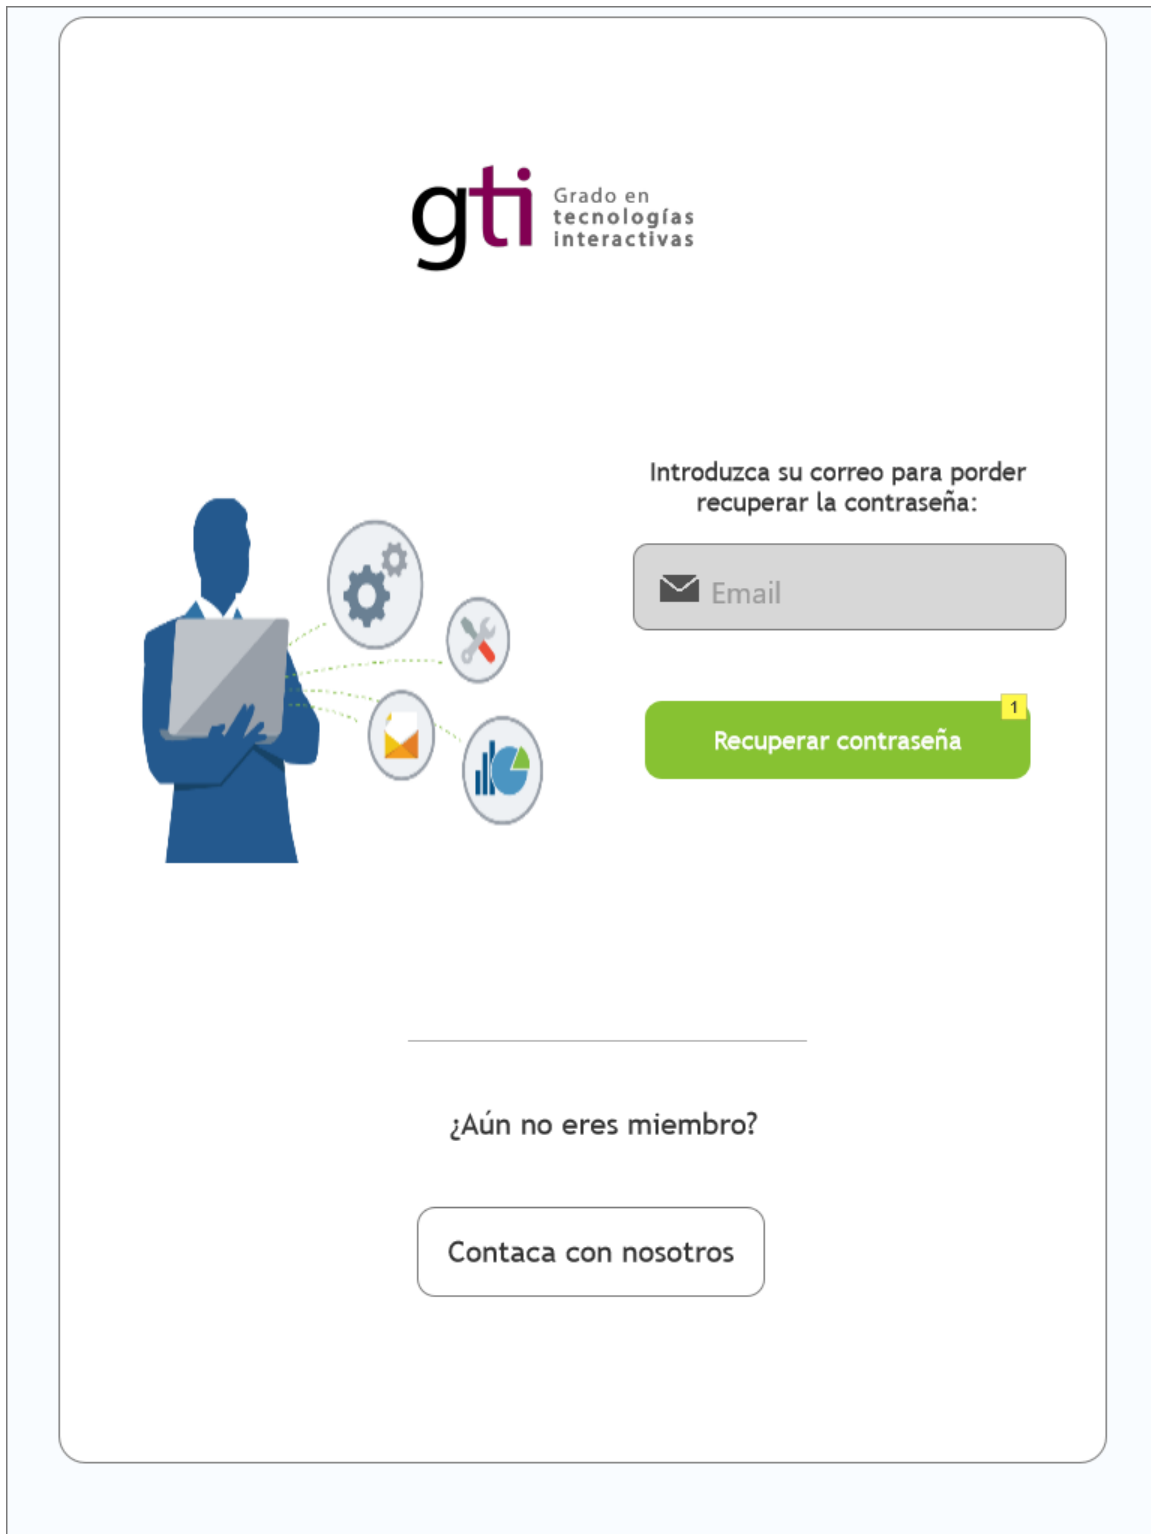 gti
Grado en
tecnologías
interactivas
Introduzca su correo para porder
recuperar la contraseña:
Email
1
Recuperar contraseña
¿Aún no eres miembro?
Contaca con nosotros